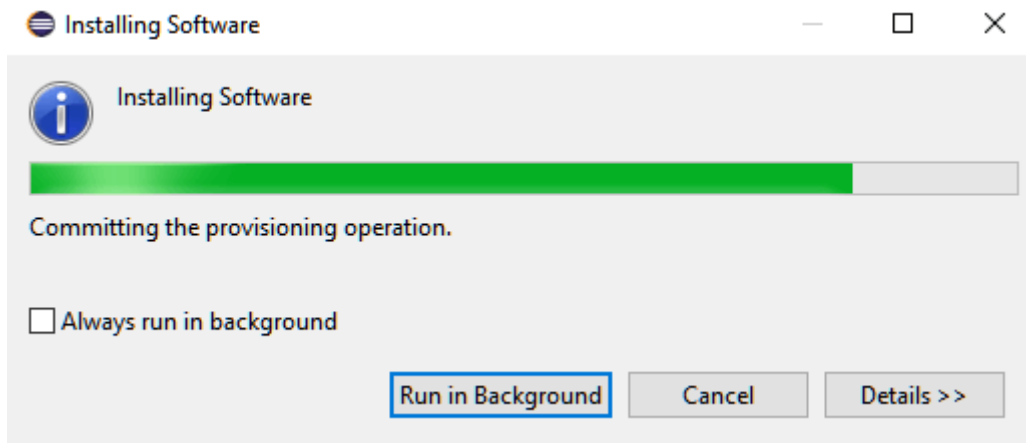 Installing Software
Installing Software
Committing the provisioning operation.
Always run in background
Run in Background Cancel Details >>